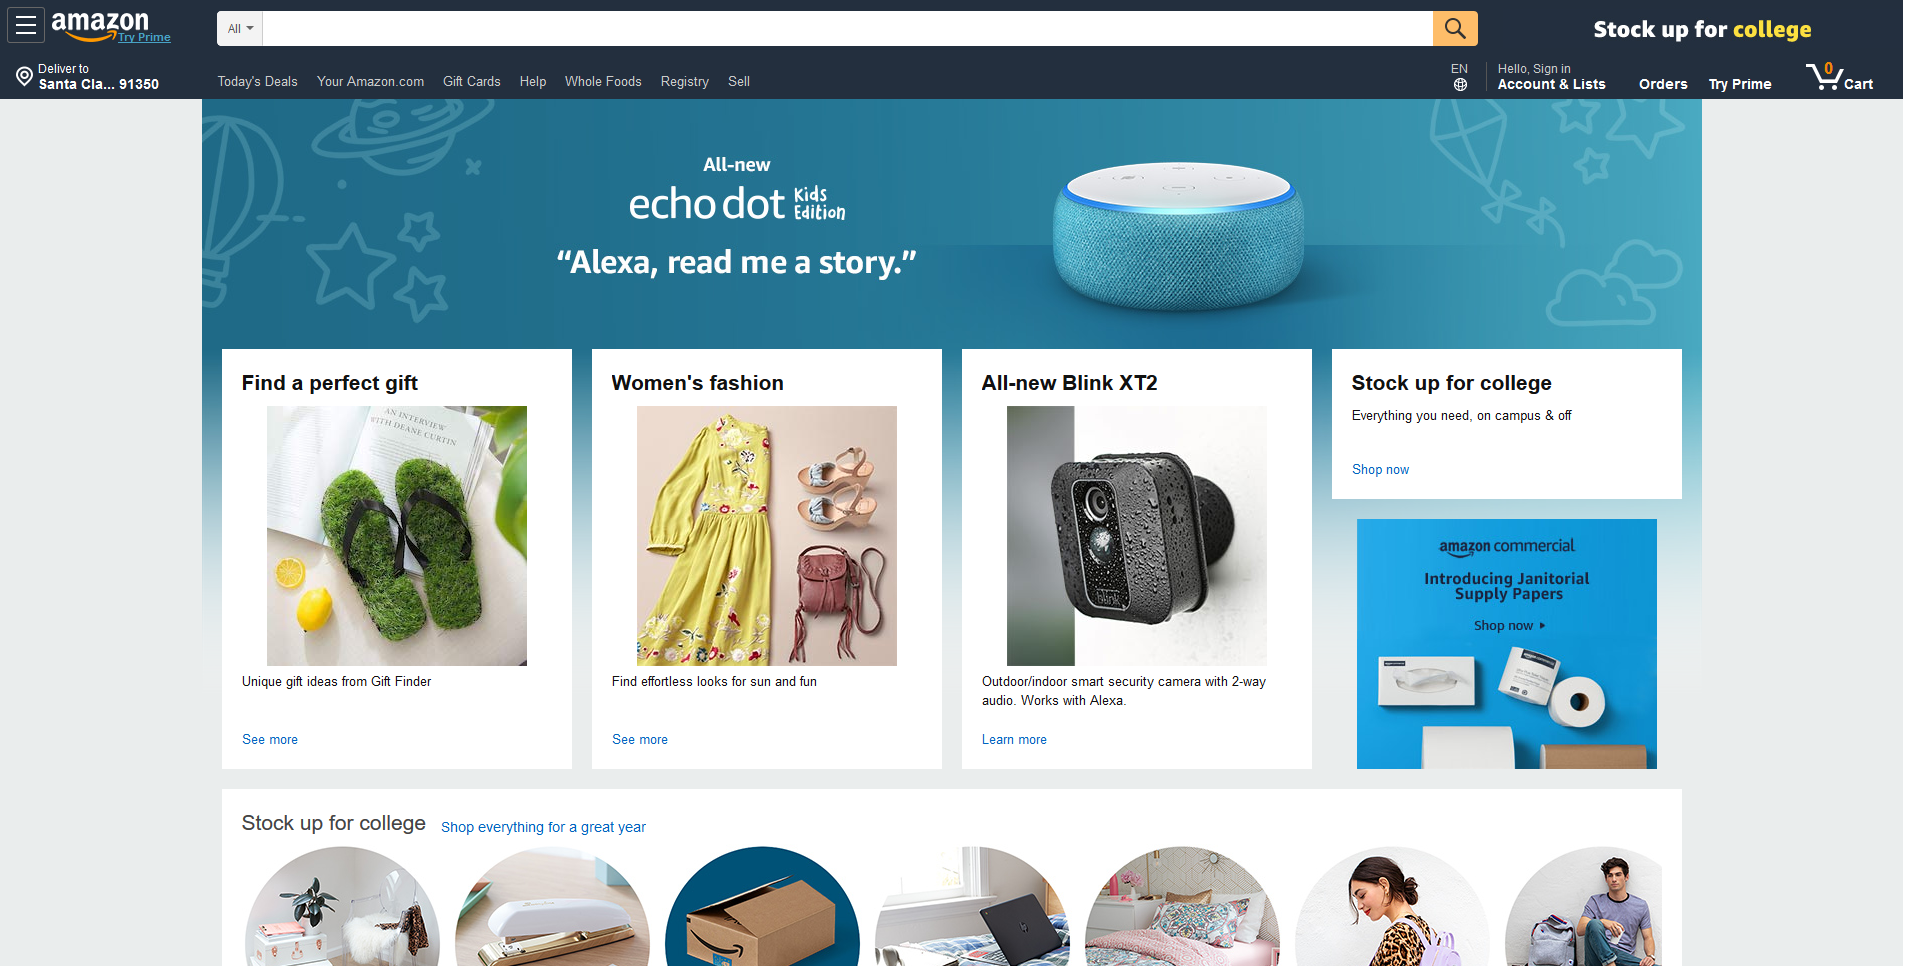 amazon
Try Prime
All
Stock up for college
Deliver to
Santa Cla... 91350
Today's Deals
Your Amazon.com
Gift Cards
Help
Whole Foods
Registry
Sell
EN
Hello, Sign in
Account & Lists
Orders
Try Prime
0
Cart
All-new
echo dot Kids Edition
“Alexa, read me a story.”
Find a perfect gift
AN INTERVIEW
WITH DEANE CURTIN
Unique gift ideas from Gift Finder
See more
Women's fashion
Find effortless looks for sun and fun
See more
All-new Blink XT2
blink
Outdoor/indoor smart security camera with 2-way
audio. Works with Alexa.
Learn more
Stock up for college
Everything you need, on campus & off
Shop now
amazon commercial
Introducing Janitorial
Supply Papers
Shop now
Stock up for college
Shop everything for a great year